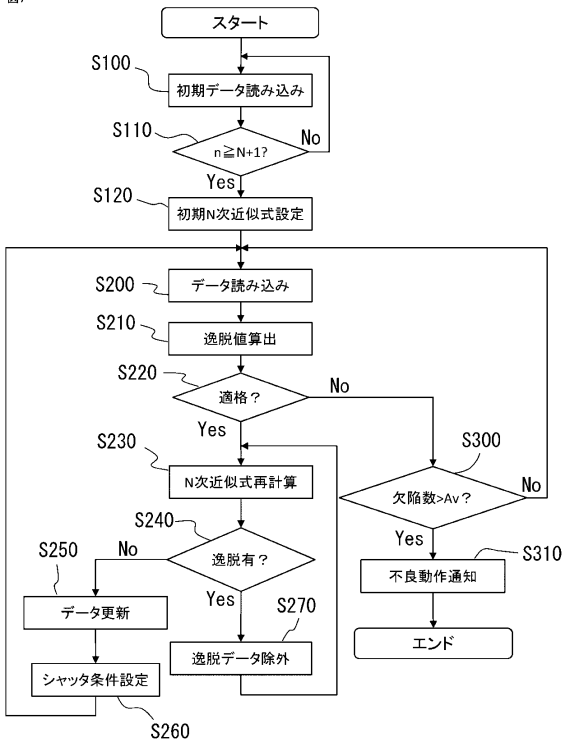 スタート
S100
初期データ読み込み
S110
n≧N+1?
No
Yes
S120
初期N次近似式設定
S200
データ読み込み
S210
逸脱値算出
S220
適格？
No
Yes
S230
N次近似式再計算
S300
欠陥数>Av？
No
S240
逸脱有？
No
Yes
Yes
S250
データ更新
S270
逸脱データ除外
S310
不良動作通知
エンド
シャッタ条件設定
S260